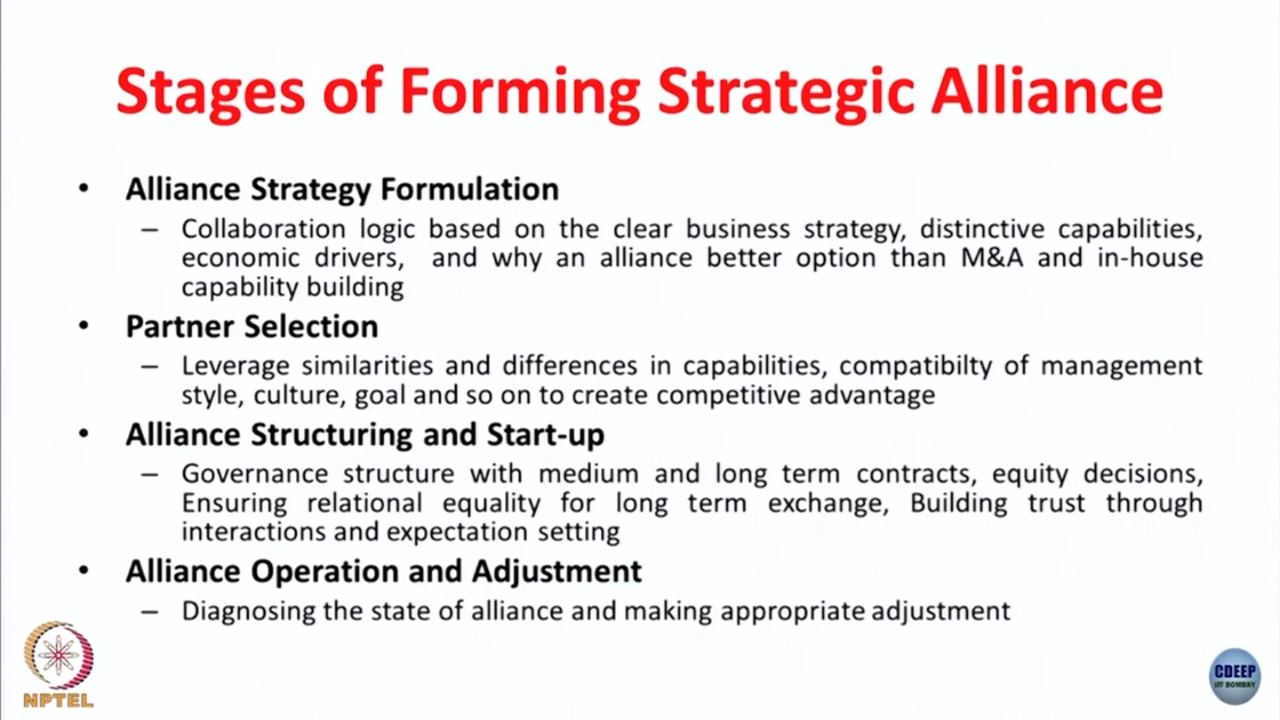 Stages of Forming Strategic Alliance
• Alliance Strategy Formulation
– Collaboration logic based on the clear business strategy, distinctive capabilities,
economic drivers, and why an alliance better option than M&A and in-house
capability building
• Partner Selection
– Leverage similarities and differences in capabilities, compatibilty of management
style, culture, goal and so on to create competitive advantage
• Alliance Structuring and Start-up
– Governance structure with medium and long term contracts, equity decisions,
Ensuring relational equality for long term exchange, Building trust through
interactions and expectation setting
• Alliance Operation and Adjustment
– Diagnosing the state of alliance and making appropriate adjustment
NPTEL
CDEEP
IIT BOMBAY